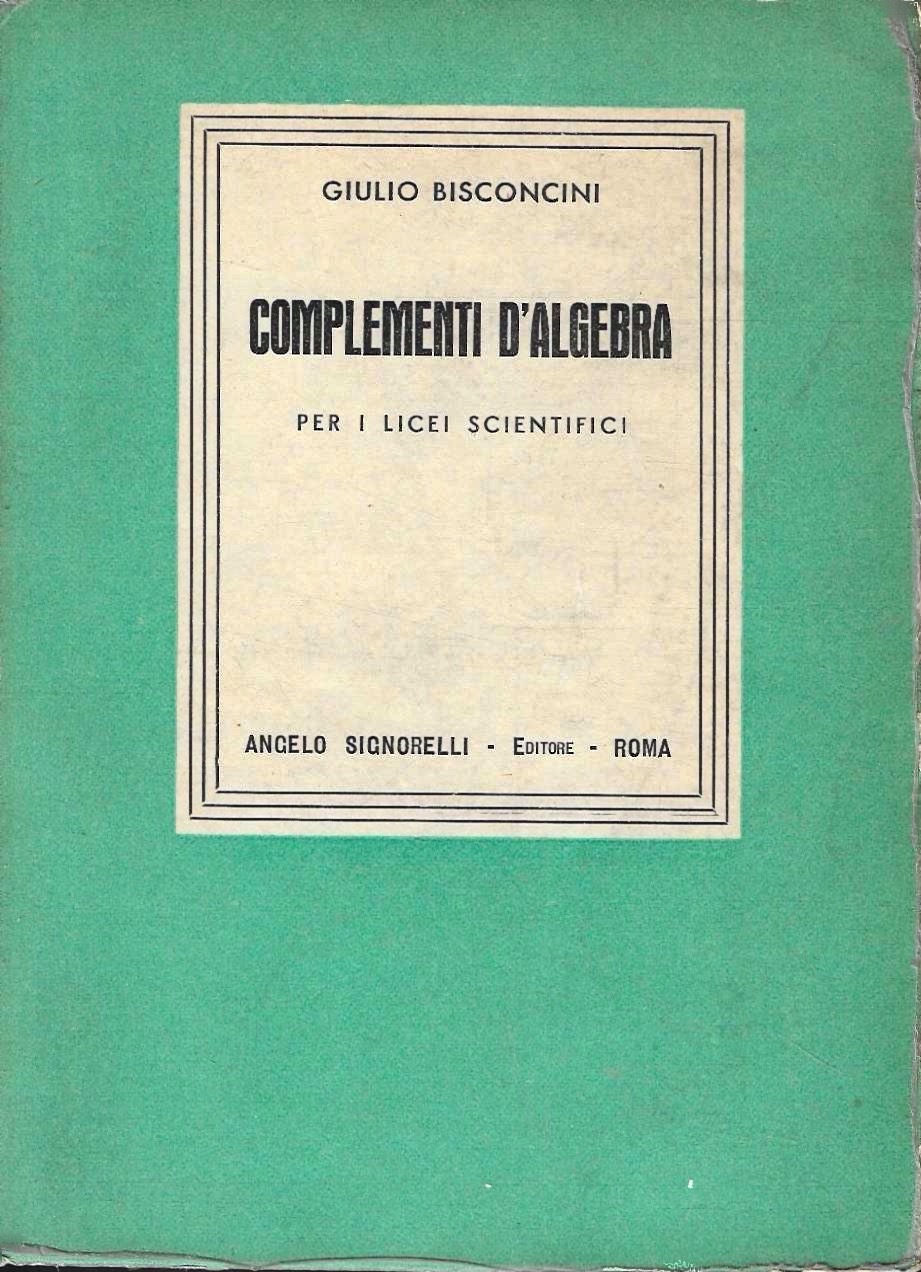 GIULIO BISCONCINI
COMPLEMENTI D'ALGEBRA
PER I LICEI SCIENTIFICI
ANGELO SIGNORELLI - EDITORE - ROMA